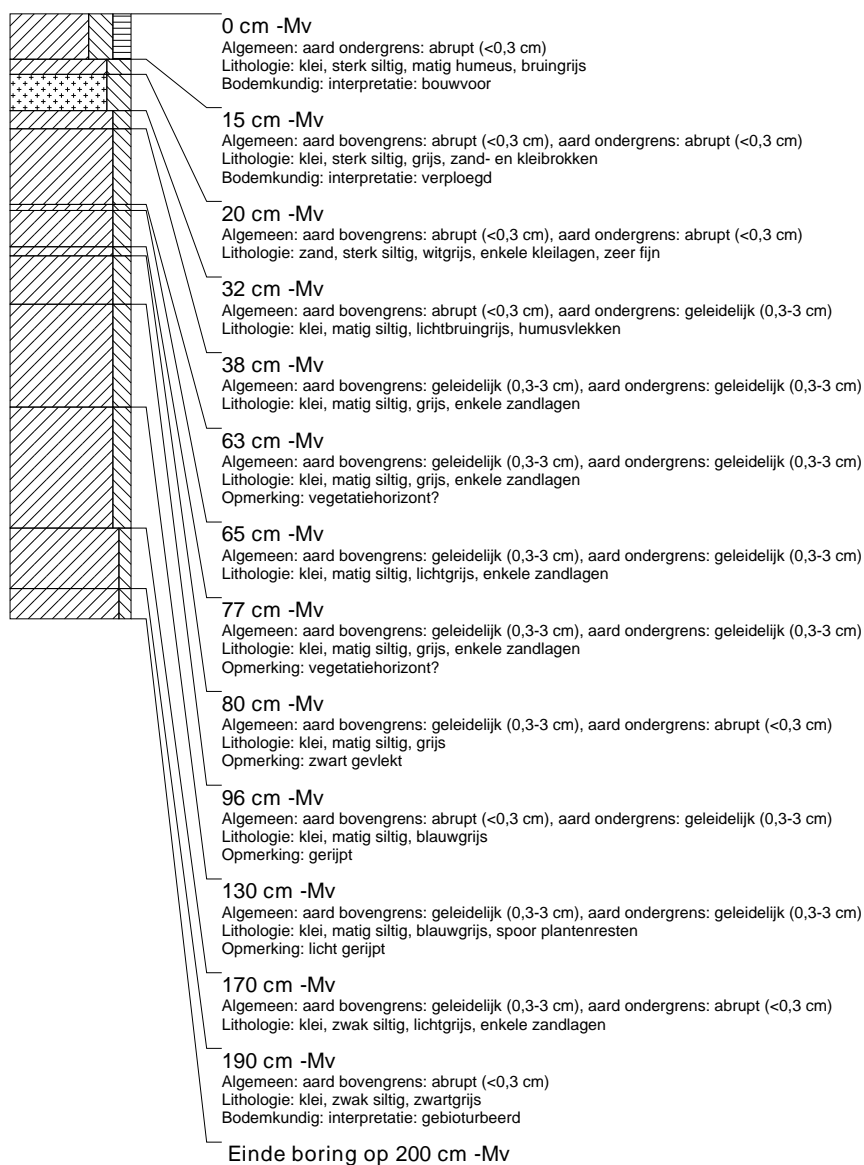 0 cm -Mv
Algemeen: aard ondergrens: abrupt (<0,3 cm)
Lithologie: klei, sterk siltig, matig humeus, bruingrijs
Bodemkundig: interpretatie: bouwvoor
15 cm -Mv
Algemeen: aard bovengrens: abrupt (<0,3 cm), aard ondergrens: abrupt (<0,3 cm)
Lithologie: klei, sterk siltig, grijs, zand- en kleibrokken
Bodemkundig: interpretatie: verploegd
20 cm -Mv
Algemeen: aard bovengrens: abrupt (<0,3 cm), aard ondergrens: abrupt (<0,3 cm)
Lithologie: zand, sterk siltig, witgrijs, enkele kleilagen, zeer fijn
32 cm -Mv
Algemeen: aard bovengrens: abrupt (<0,3 cm), aard ondergrens: geleidelijk (0,3-3 cm)
Lithologie: klei, matig siltig, lichtbruingrijs, humusvlekken
38 cm -Mv
Algemeen: aard bovengrens: geleidelijk (0,3-3 cm), aard ondergrens: geleidelijk (0,3-3 cm)
Lithologie: klei, matig siltig, grijs, enkele zandlagen
63 cm -Mv
Algemeen: aard bovengrens: geleidelijk (0,3-3 cm), aard ondergrens: geleidelijk (0,3-3 cm)
Lithologie: klei, matig siltig, grijs, enkele zandlagen
Opmerking: vegetatiehorizont?
65 cm -Mv
Algemeen: aard bovengrens: geleidelijk (0,3-3 cm), aard ondergrens: geleidelijk (0,3-3 cm)
Lithologie: klei, matig siltig, lichtgrijs, enkele zandlagen
77 cm -Mv
Algemeen: aard bovengrens: geleidelijk (0,3-3 cm), aard ondergrens: geleidelijk (0,3-3 cm)
Lithologie: klei, matig siltig, grijs, enkele zandlagen
Opmerking: vegetatiehorizont?
80 cm -Mv
Algemeen: aard bovengrens: geleidelijk (0,3-3 cm), aard ondergrens: abrupt (<0,3 cm)
Lithologie: klei, matig siltig, grijs
Opmerking: zwart gevlekt
96 cm -Mv
Algemeen: aard bovengrens: abrupt (<0,3 cm), aard ondergrens: geleidelijk (0,3-3 cm)
Lithologie: klei, matig siltig, blauwgrijs
Opmerking: gerijpt
130 cm -Mv
Algemeen: aard bovengrens: geleidelijk (0,3-3 cm), aard ondergrens: geleidelijk (0,3-3 cm)
Lithologie: klei, matig siltig, blauwgrijs, spoor plantenresten
Opmerking: licht gerijpt
170 cm -Mv
Algemeen: aard bovengrens: geleidelijk (0,3-3 cm), aard ondergrens: abrupt (<0,3 cm)
Lithologie: klei, zwak siltig, lichtgrijs, enkele zandlagen
190 cm -Mv
Algemeen: aard bovengrens: abrupt (<0,3 cm)
Lithologie: klei, zwak siltig, zwartgrijs
Bodemkundig: interpretatie: gebioturbeerd
Einde boring op 200 cm -Mv